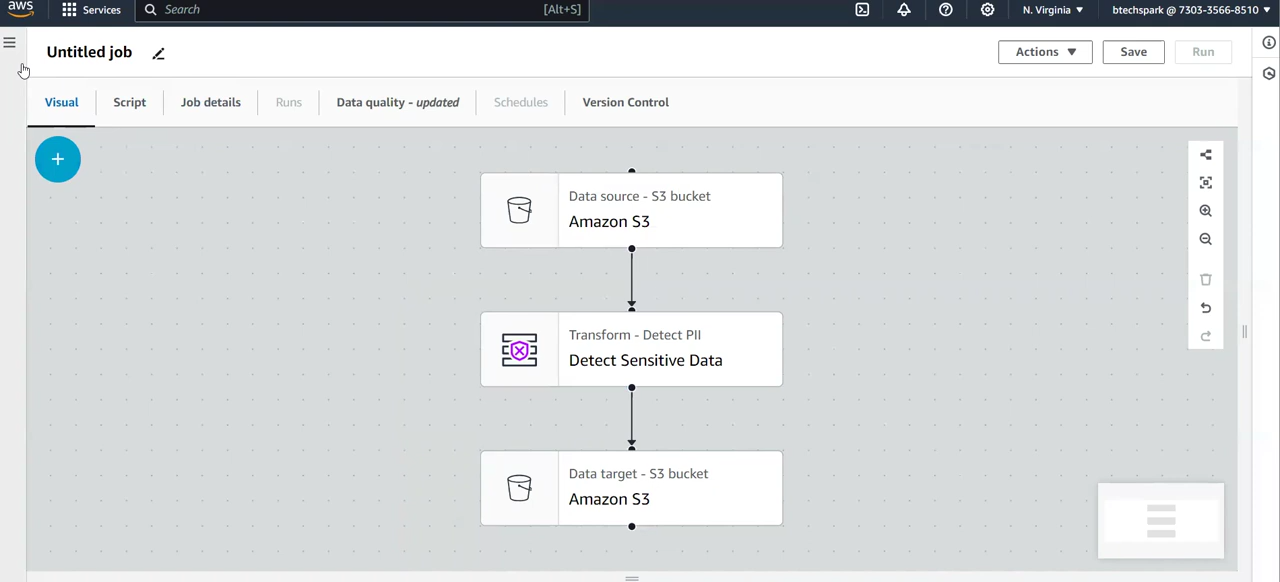 aws
Services
Search
[Alt+S]
N. Virginia
btechspark @ 7303-3566-8510
Untitled job
Actions
Save
Run
Visual
Script
Job details
Runs
Data quality - updated
Schedules
Version Control
Data source - S3 bucket
Amazon S3
Transform - Detect PII
Detect Sensitive Data
Data target - S3 bucket
Amazon S3